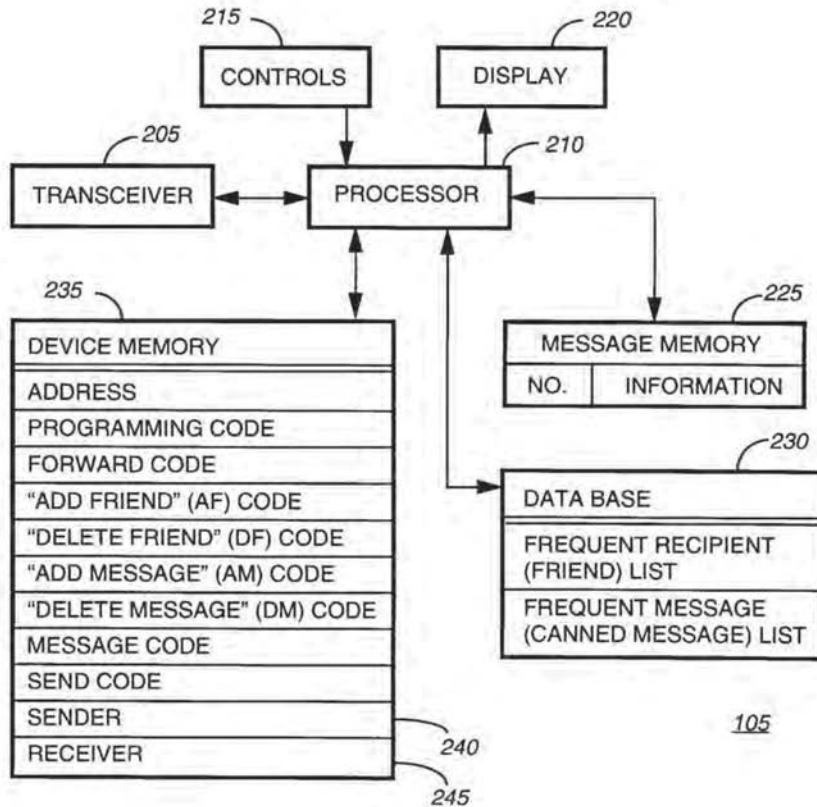 215
220
CONTROLS
DISPLAY
205
210
TRANSCEIVER
PROCESSOR
235
225
DEVICE MEMORY
MESSAGE MEMORY
ADDRESS
NO.
INFORMATION
PROGRAMMING CODE
FORWARD CODE
230
"ADD FRIEND" (AF) CODE
DATA BASE
"DELETE FRIEND" (DF) CODE
FREQUENT RECIPIENT
(FRIEND) LIST
"ADD MESSAGE" (AM) CODE
"DELETE MESSAGE" (DM) CODE
FREQUENT MESSAGE
(CANNED MESSAGE) LIST
MESSAGE CODE
SEND CODE
SENDER
240
105
RECEIVER
245